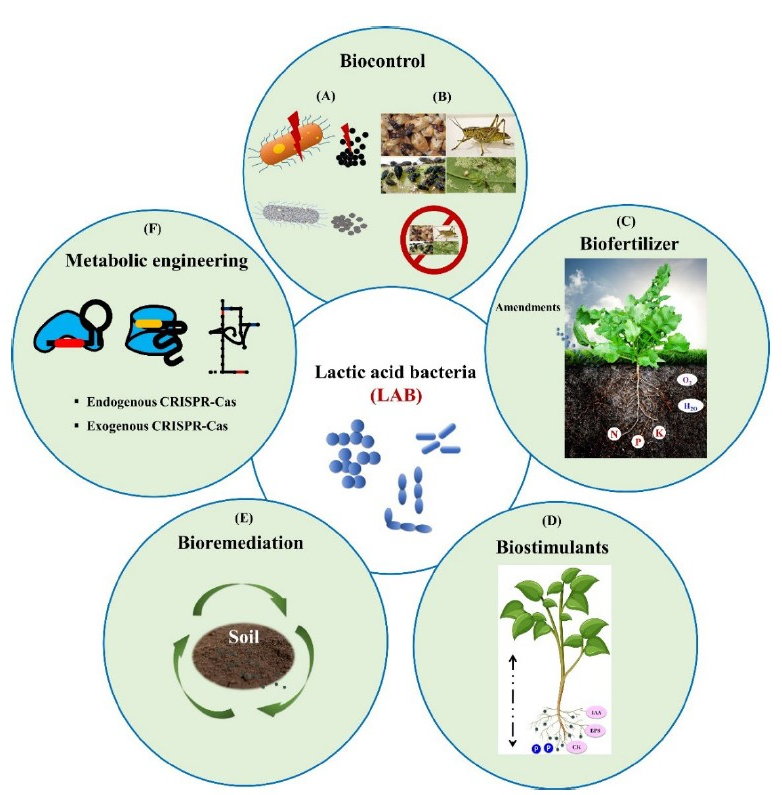 Biocontrol
(A)
(B)
(C)
Biofertilizer
Amendments
O2
H2O
N
P
K
(F)
Metabolic engineering
▪ Endogenous CRISPR-Cas
▪ Exogenous CRISPR-Cas
Lactic acid bacteria
(LAB)
(E)
Bioremediation
Soil
(D)
Biostimulants
IAA
EPS
CK
P
P